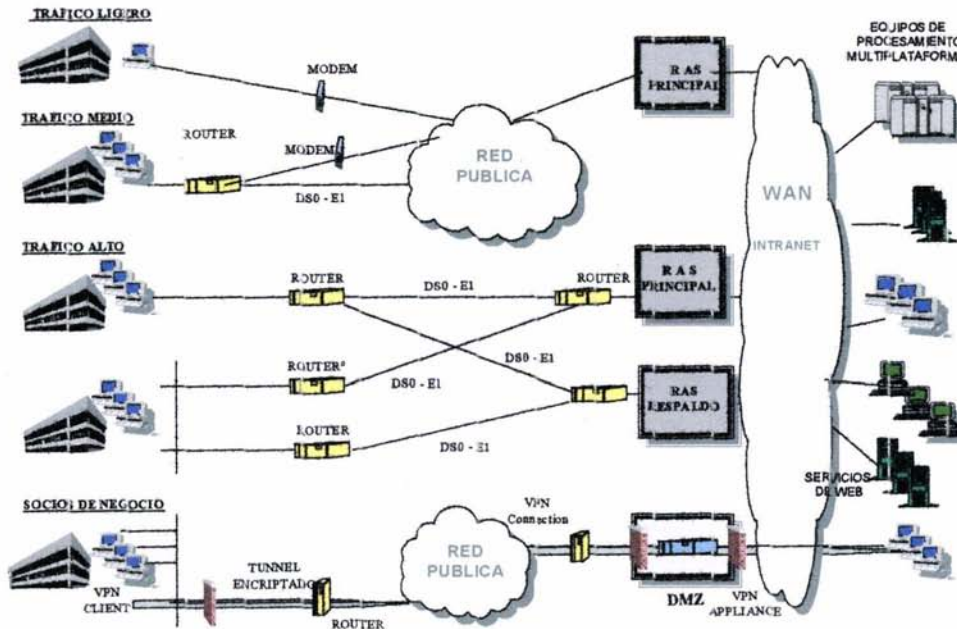 TRAFICO LIGERO
MODEM
RAS
PRINCIPAL
EQUIPOS DE
PROCESAMIENTO
MULTIPLATAFORMA
TRAFICO MEDIO
ROUTER
MODEM
DS0 - E1
RED
PUBLICA
WAN
INTRANET
TRAFICO ALTO
ROUTER
DS0 - E1
ROUTER
RAS
PRINCIPAL
DS0 - E1
ROUTER
DS0 - E1
RAS
RESPALDO
ROUTER
DS0 - E1
SERVICIOS
DE WEB
SOCIOS DE NEGOCIO
VPN
CLIENT
TUNNEL
ENCRIPTADO
ROUTER
RED
PUBLICA
VPN
Connection
DMZ
VPN
APPLIANCE